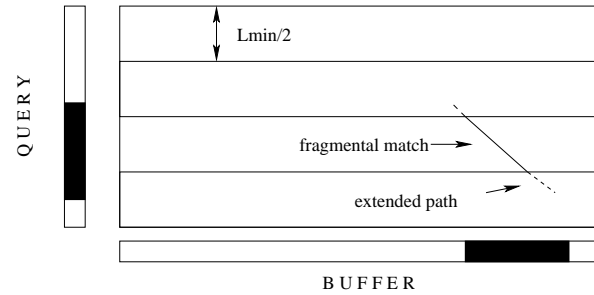 Lmin/2
QUERY
fragmental match
extended path
BUFFER